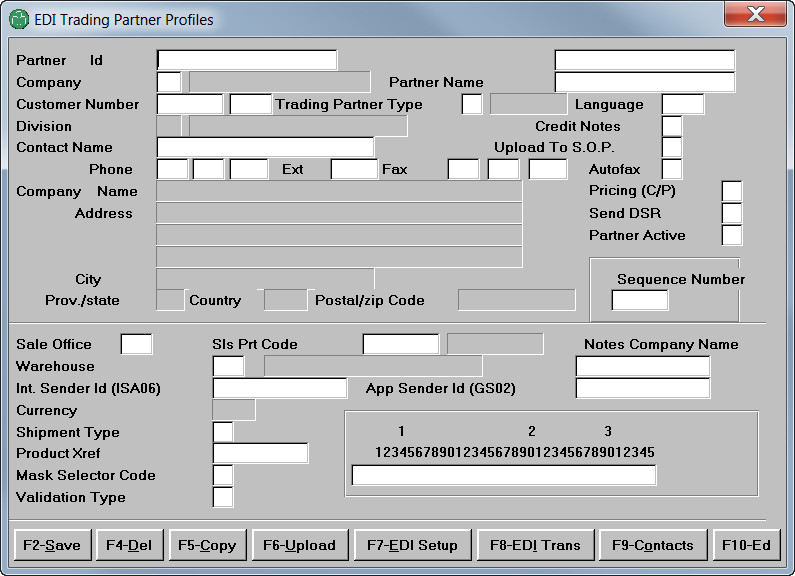 EDI Trading Partner Profiles
Partner Id
Company Partner Name
Customer Number Trading Partner Type Language
Division Credit Notes
Contact Name Upload To S.O.P.
Phone Ext Fax Autofax
Company Name Pricing (C/P)
Address Send DSR
Partner Active
City Sequence Number
Prov./state Country Postal/zip Code
Sale Office Sls Prt Code Notes Company Name
Warehouse
Int. Sender Id (ISA06) App Sender Id (GS02)
Currency
Shipment Type 1 2 3
Product Xref 12345678901234567890123456789012345
Mask Selector Code
Validation Type
F2-Save F4-Del F5-Copy F6-Upload F7-EDI Setup F8-EDI Trans F9-Contacts F10-Ed